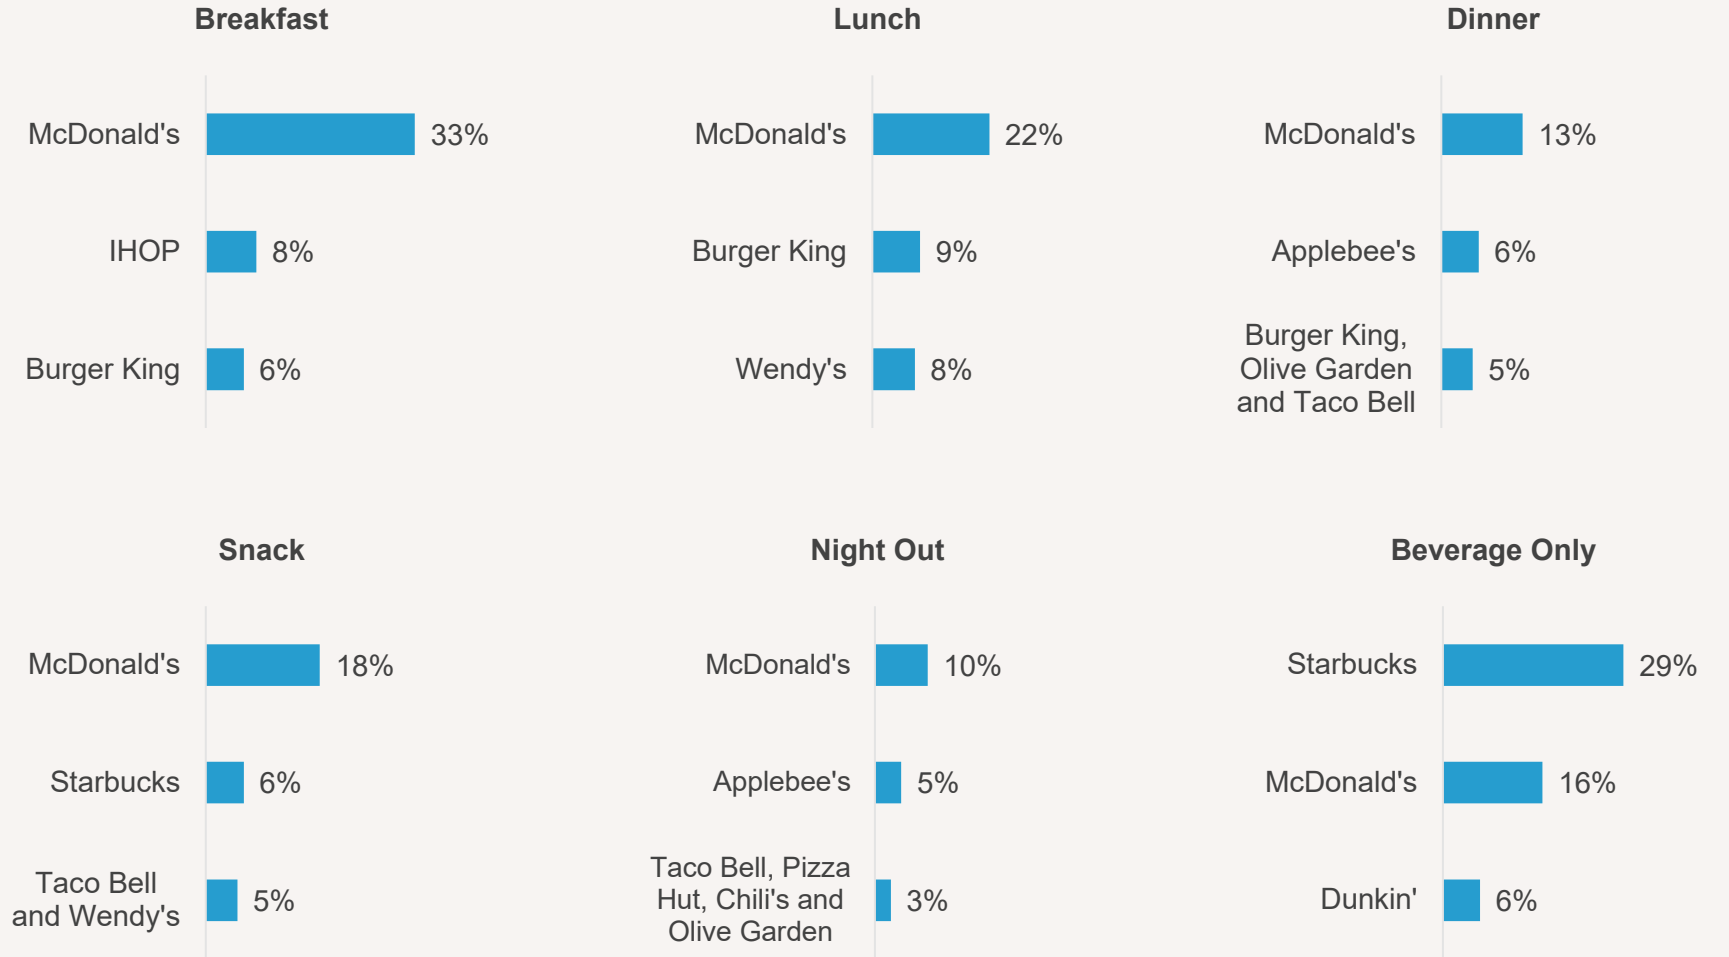 Breakfast
McDonald's
33%
IHOP
8%
Burger King
6%
Lunch
McDonald's
22%
Burger King
9%
Wendy's
8%
Dinner
McDonald's
13%
Applebee's
6%
Burger King,
Olive Garden
and Taco Bell
5%
Snack
McDonald's
18%
Starbucks
6%
Taco Bell
and Wendy's
5%
Night Out
McDonald's
10%
Applebee's
5%
Taco Bell, Pizza
Hut, Chili's and
Olive Garden
3%
Beverage Only
Starbucks
29%
McDonald's
16%
Dunkin'
6%